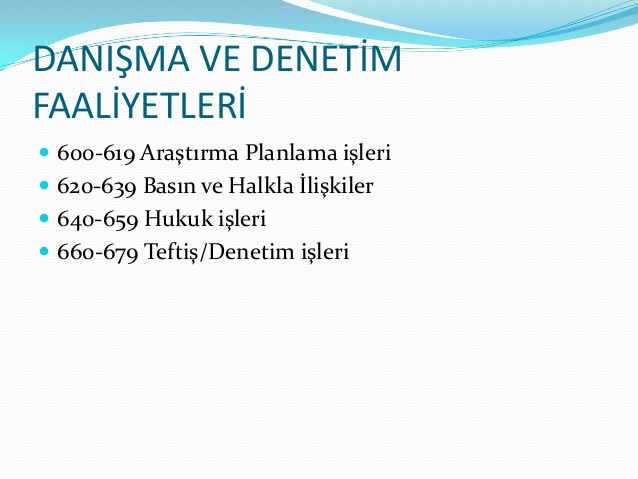 DANIŞMA VE DENETİM
FAALİYETLERİ
600-619 Araştırma Planlama işleri
620-639 Basın ve Halkla İlişkiler
640-659 Hukuk işleri
660-679 Teftiş/Denetim işleri